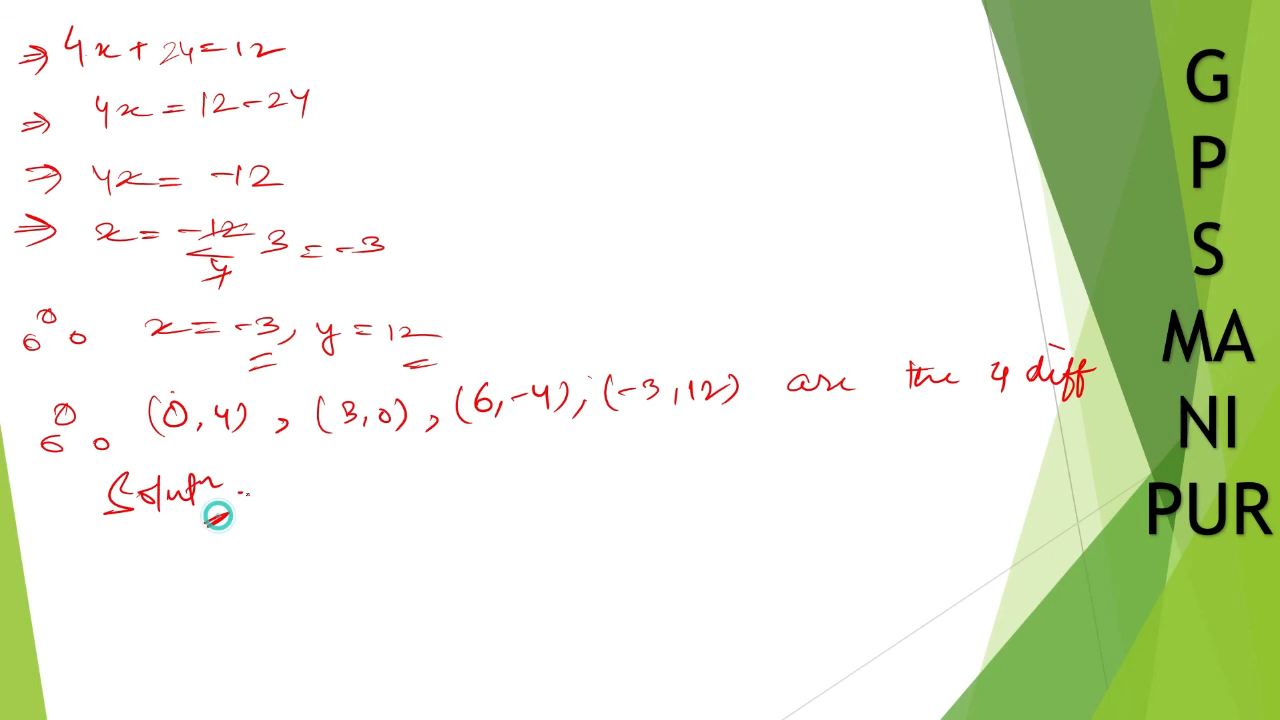 ⇒ 4x + 24 = 12
⇒ 4x = 12 - 24
⇒ 4x = -12
⇒ x = -12/4 3 = -3
∴ x = -3, y = 12
∴ (0, 4), (3, 0), (6, -4), (-3, 12) are the 4 diff
Solutn.
G
P
S
MA
NI
PUR